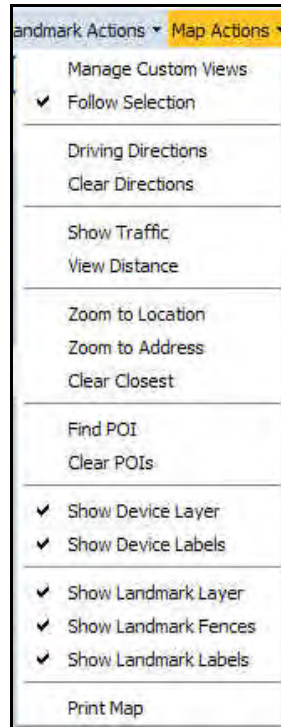 andmark Actions Map Actions
Manage Custom Views
Follow Selection
Driving Directions
Clear Directions
Show Traffic
View Distance
Zoom to Location
Zoom to Address
Clear Closest
Find POI
Clear POIs
Show Device Layer
Show Device Labels
Show Landmark Layer
Show Landmark Fences
Show Landmark Labels
Print Map